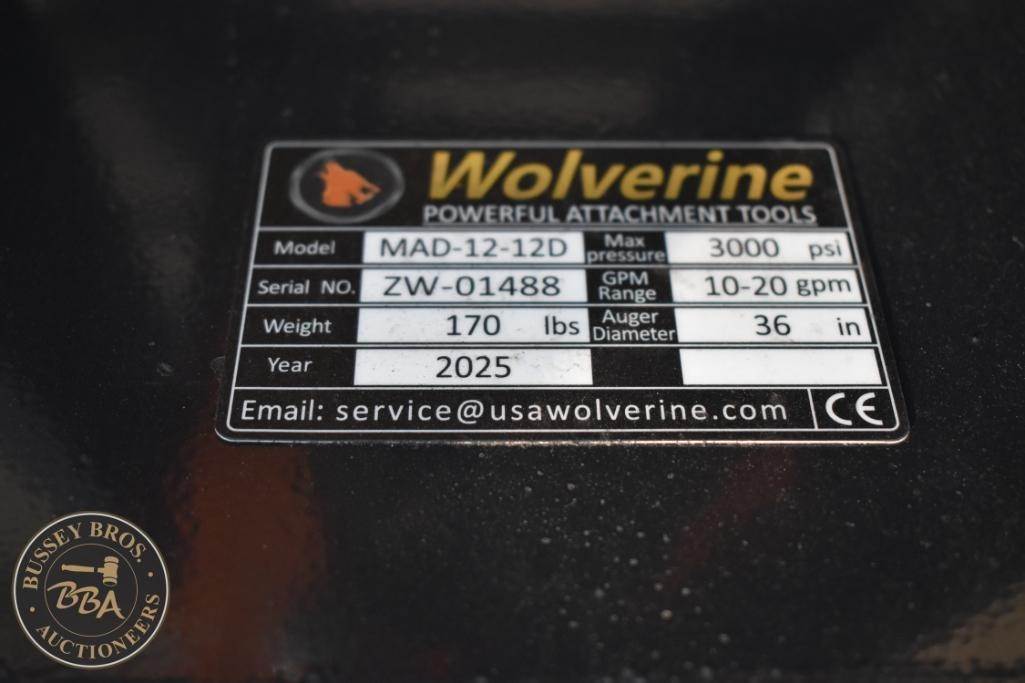 Wolverine
POWERFUL ATTACHMENT TOOLS
Model MAD-12-12D Max pressure 3000 psi
Serial NO. ZW-01488 GPM Range 10-20 gpm
Weight 170 lbs Auger Diameter 36 in
Year 2025
Email: service@usawolverine.com CE
BUSSEY BROS.
BBA
AUCTIONEERS